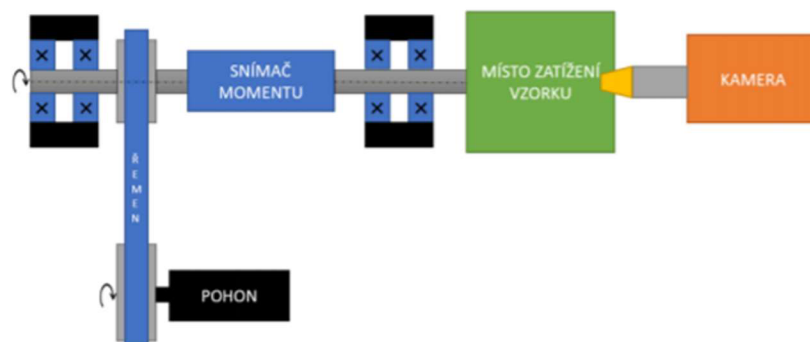 SNÍMAČ
MOMENTU
MÍSTO ZATÍŽENÍ
VZORKU
KAMERA
ŘEMEN
POHON